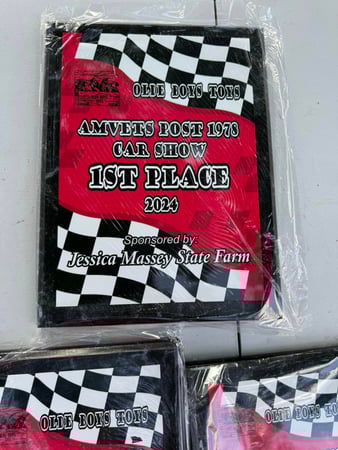 OLDE BOYS TOYS
AMVETS POST 1978
CAR SHOW
1ST PLACE
2024
Sponsored by:
Jessica Massey State Farm
OLDE BOYS TOYS
OLDE BOYS TOYS